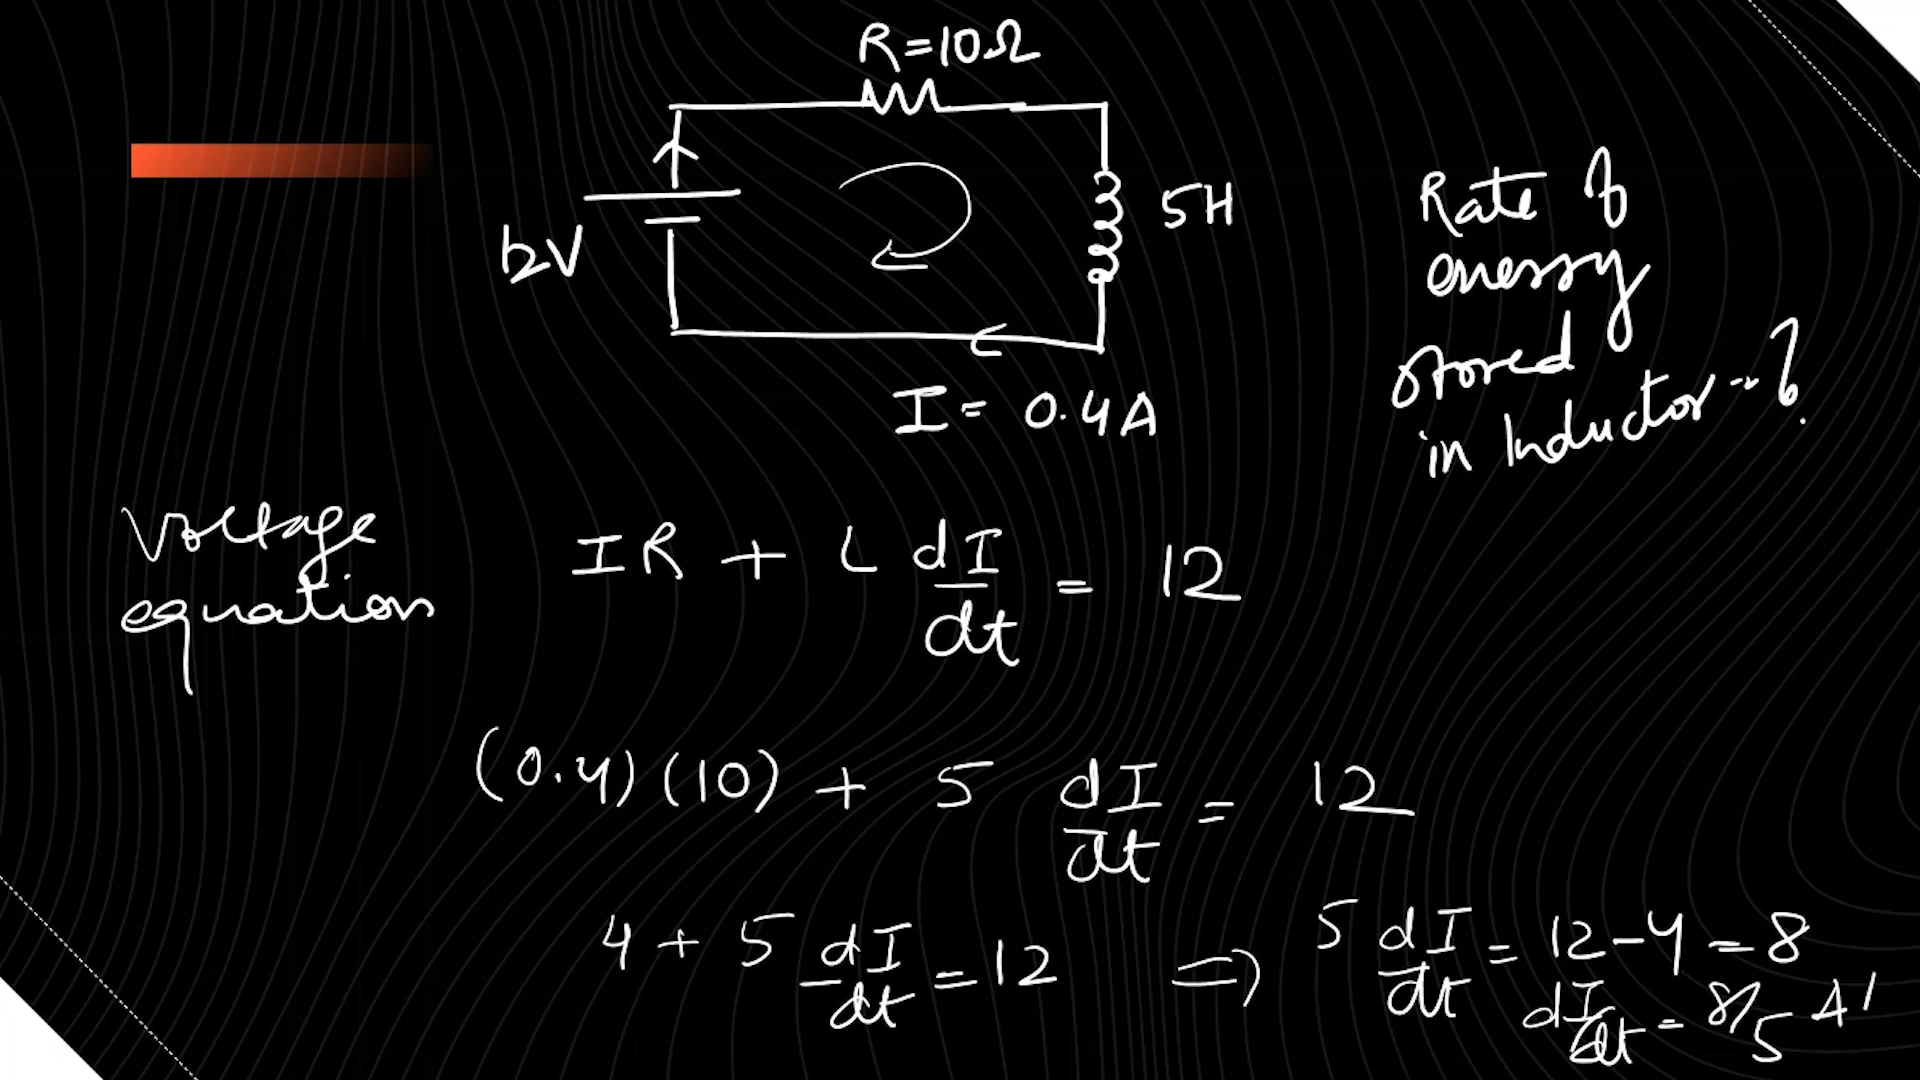 R=10Ω
12V
5H
I = 0.4A
Rate of
energy
stored
in Inductor - ?
Voltage
equation
IR + L dI/dt = 12
(0.4)(10) + 5 dI/dt = 12
4 + 5 dI/dt = 12 ⇒ 5 dI/dt = 12-4 = 8
dI/dt = 8/5 A/